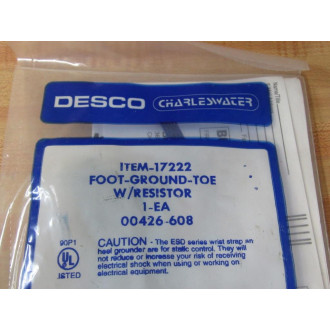 DESCO CHARLESWATER
ITEM-17222
FOOT-GROUND-TOE
W/RESISTOR
1-EA
00426-608
90P1
UL
LISTED
CAUTION - The ESD series wrist strap an
heel grounder are for static control. They will
not reduce or increase your risk of receiving
electrical shock when using or working on
electrical equipment.